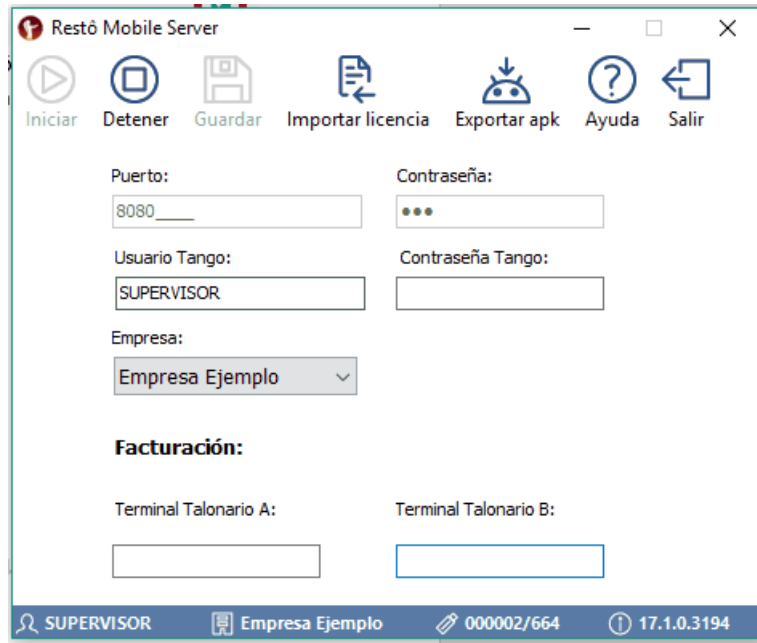 Restô Mobile Server
Iniciar Detener Guardar Importar licencia Exportar apk Ayuda Salir
Puerto: Contraseña:
8080____ •••
Usuario Tango: Contraseña Tango:
SUPERVISOR
Empresa:
Empresa Ejemplo
Facturación:
Terminal Talonario A: Terminal Talonario B:
SUPERVISOR Empresa Ejemplo 000002/664 17.1.0.3194